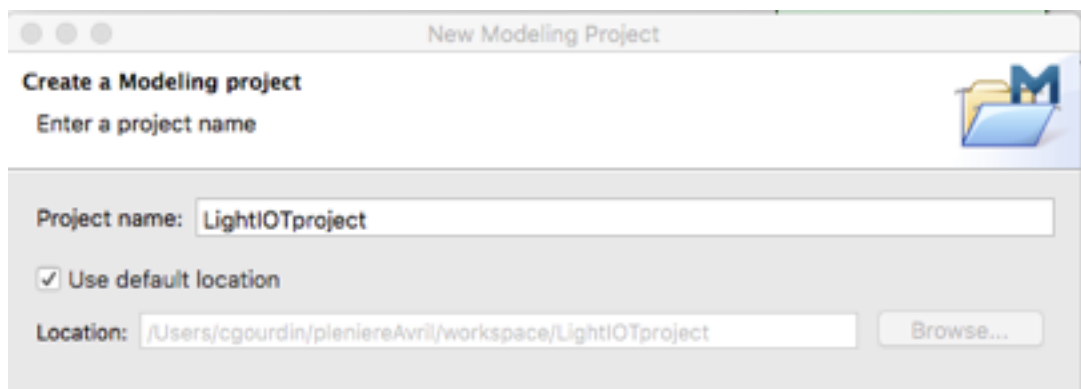 New Modeling Project
Create a Modeling project
Enter a project name
Project name: LightIOTproject
Use default location
Location: /Users/cgourdin/pleniereAvril/workspace/LightIOTproject Browse...